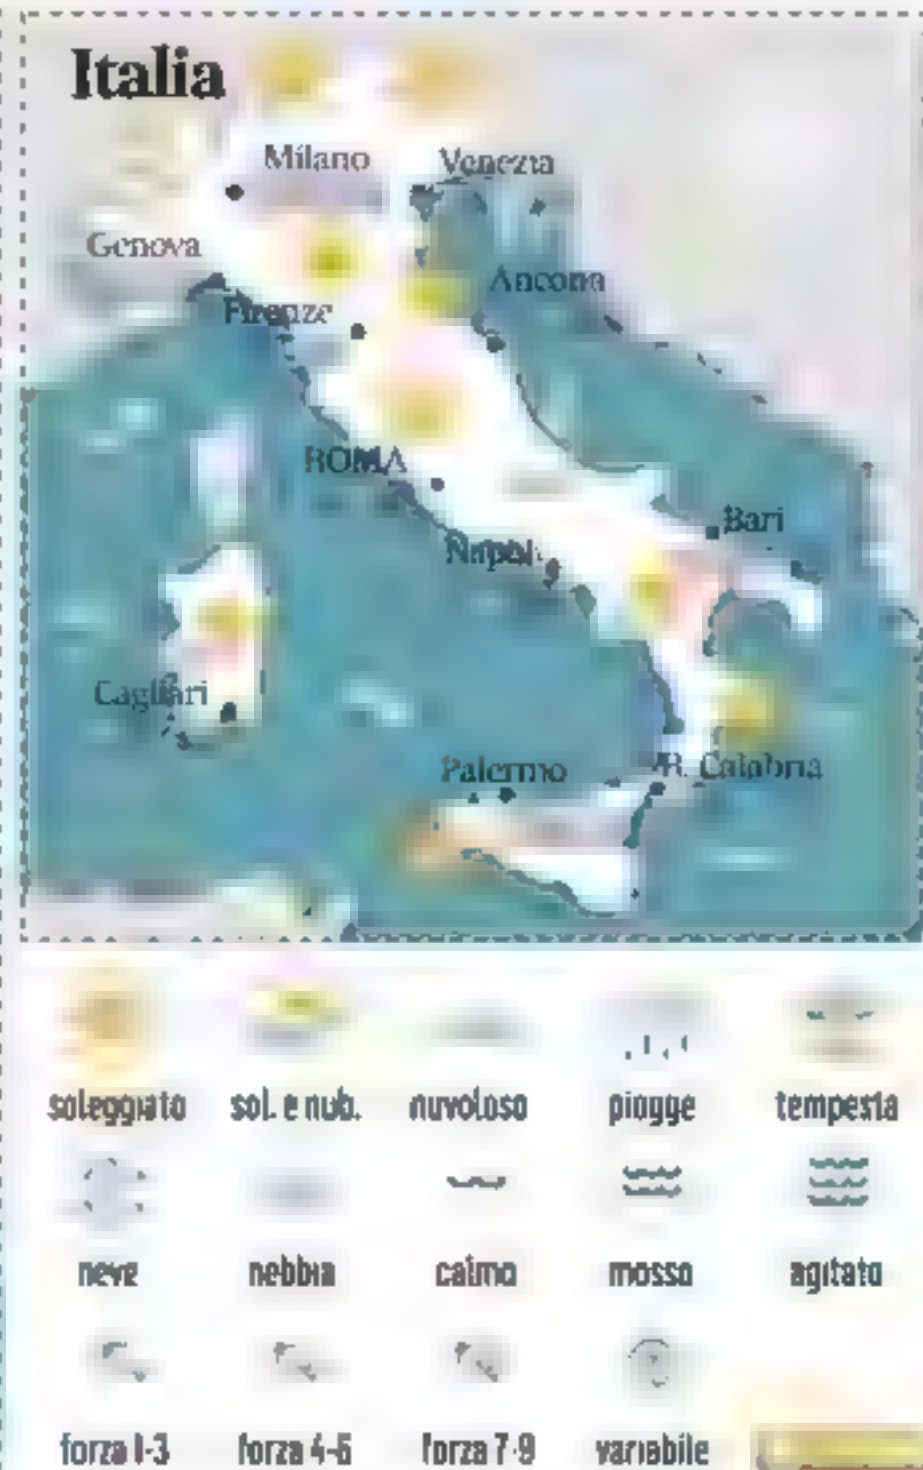 Italia
Milano
Venezia
Genova
Ancona
Firenze
ROMA
Bari
Napoli
Cagliari
Palermo
R. Calabria
soleggiato sol. e nub. nuvoloso piogge tempesta
neve nebbia calmo mosso agitato
forza 1-3 forza 4-6 forza 7-9 variabile